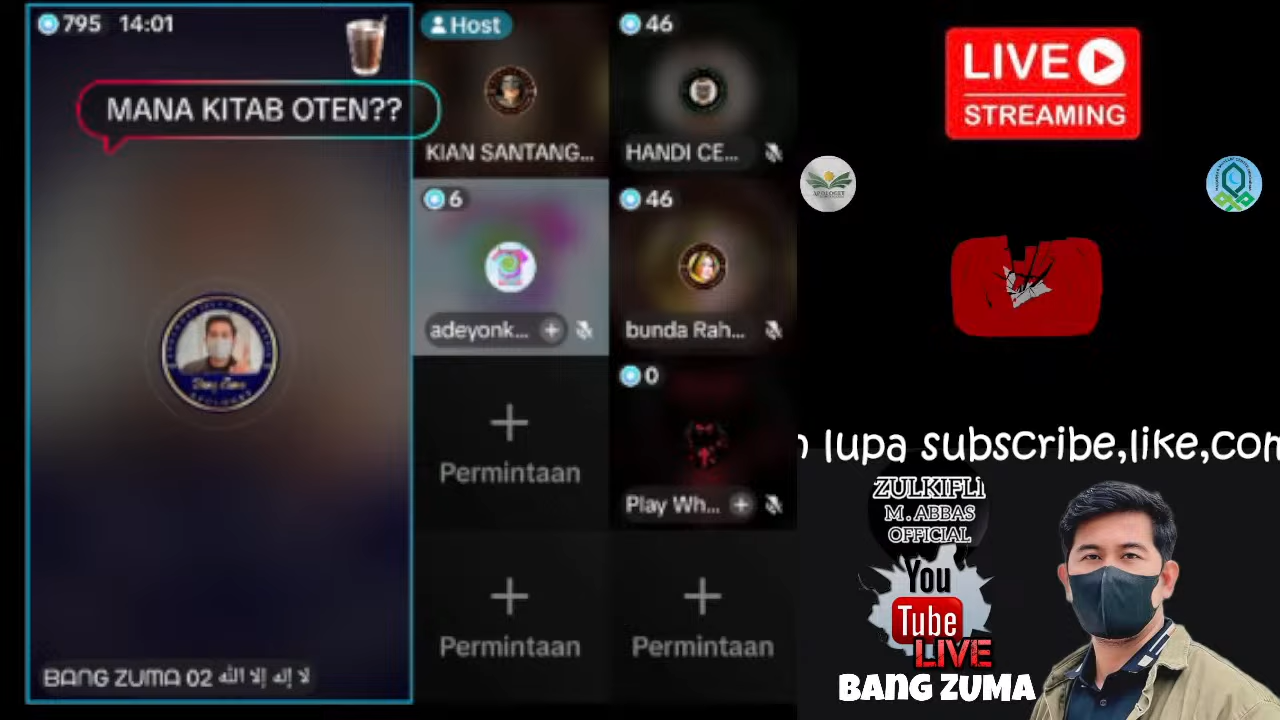 795 14:01
MANA KITAB OTEN??
BANG ZUMA 02 لا إله إلا الله
Host
KIAN SANTANG...
46
HANDI CE...
6
adeyonk...
46
bunda Rah...
0
Play Wh...
Permintaan
Permintaan
Permintaan
LIVE
STREAMING
lupa subscribe,like,con
ZULKIFLI
M.ABBAS
OFFICIAL
You
Tube
LIVE
BANG ZUMA